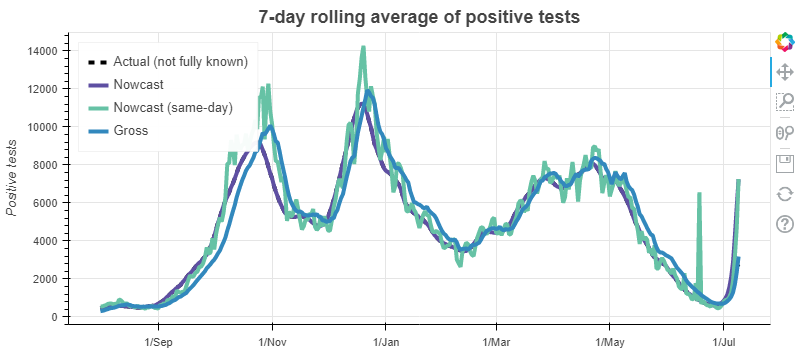 7-day rolling average of positive tests
Positive tests
14000
12000
10000
8000
6000
4000
2000
0
Actual (not fully known)
Nowcast
Nowcast (same-day)
Gross
1/Sep
1/Nov
1/Jan
1/Mar
1/May
1/Jul